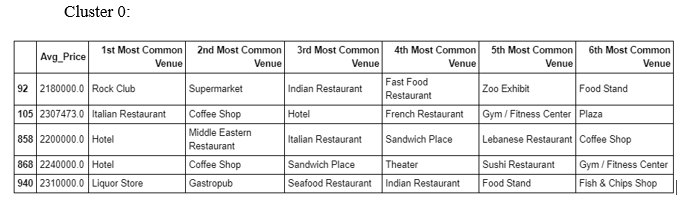 Cluster 0:
Avg_Price 1st Most Common Venue 2nd Most Common Venue 3rd Most Common Venue 4th Most Common Venue 5th Most Common Venue 6th Most Common Venue
92 2180000.0 Rock Club Supermarket Indian Restaurant Fast Food Restaurant Zoo Exhibit Food Stand
105 2307473.0 Italian Restaurant Coffee Shop Hotel French Restaurant Gym / Fitness Center Plaza
858 2200000.0 Hotel Middle Eastern Restaurant Italian Restaurant Sandwich Place Lebanese Restaurant Coffee Shop
868 2240000.0 Hotel Coffee Shop Sandwich Place Theater Sushi Restaurant Gym / Fitness Center
940 2310000.0 Liquor Store Gastropub Seafood Restaurant Indian Restaurant Food Stand Fish & Chips Shop